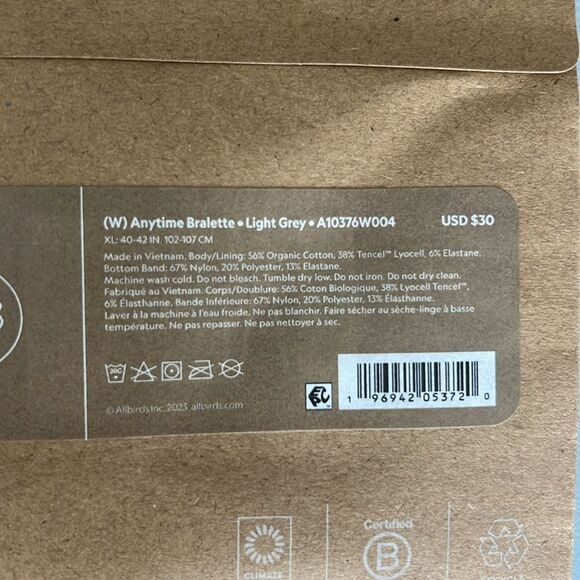 (W) Anytime Bralette • Light Grey • A10376W004 USD $30
XL: 40-42 IN 102-107 CM
Made in Vietnam. Body/Lining: 56% Organic Cotton, 38% Tencel™ Lyocell, 6% Elastane,
Bottom Band: 67% Nylon, 20% Polyester, 13% Elastane.
Machine wash cold. Do not bleach. Tumble dry low. Do not iron. Do not dry clean.
Fabriqué au Vietnam. Corps/Doublure: 56% Coton Biologique, 38% Lyocell Tencel™,
6% Élasthanne, Bande Inférieure: 67% Nylon, 20% Polyester, 13% Élasthanne.
Laver à la machine à l'eau froide. Ne pas blanchir. Faire sécher au sèche-linge à basse
température. Ne pas repasser. Ne pas nettoyer à sec.
30C
© Allbirds Inc, 2023 allbirds.com
1 96942 05372 0
Certified
B
CLIMATE